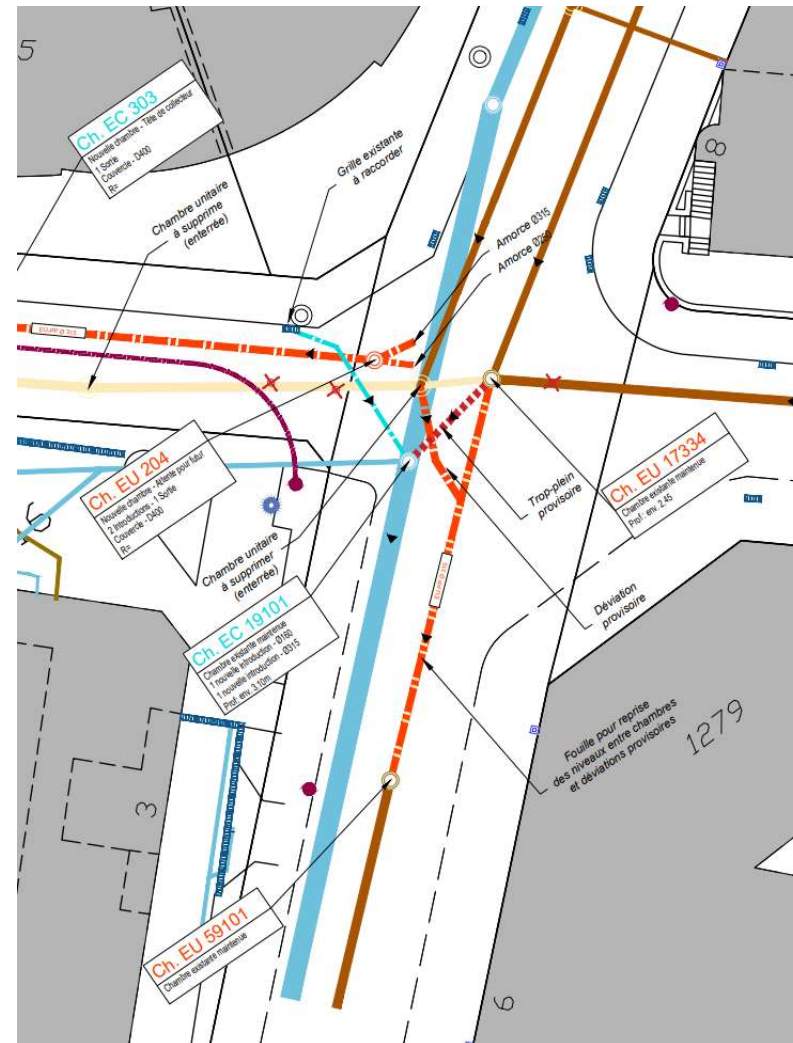 5
Ch. EC 303
Nouvelle chambre - Tête de collecteur
1 Sortie
Couvercle - D400
R=
Grille existante
à raccorder
Chambre unitaire
à supprime
(enterrée)
8
Amorce Ø315
Amorce Ø250
Ch. EU 204
Nouvelle chambre - Attente pour futur
2 Introductions - 1 Sortie
Couvercle - D400
R=
Ch. EU 17334
Chambre existante maintenue
Prof: env. 2.45
Trop-plein
provisoire
Chambre unitaire
à supprimer
(enterrée)
Déviation
provisoire
Ch. EC 19101
Chambre existante maintenue
1 nouvelle introduction - Ø160
1 nouvelle introduction - Ø315
Prof: env. 3.10m
Fouille pour reprise
des niveaux entre chambres
et déviations provisoires
1279
3
Ch. EU 59101
Chambre existante maintenue
6